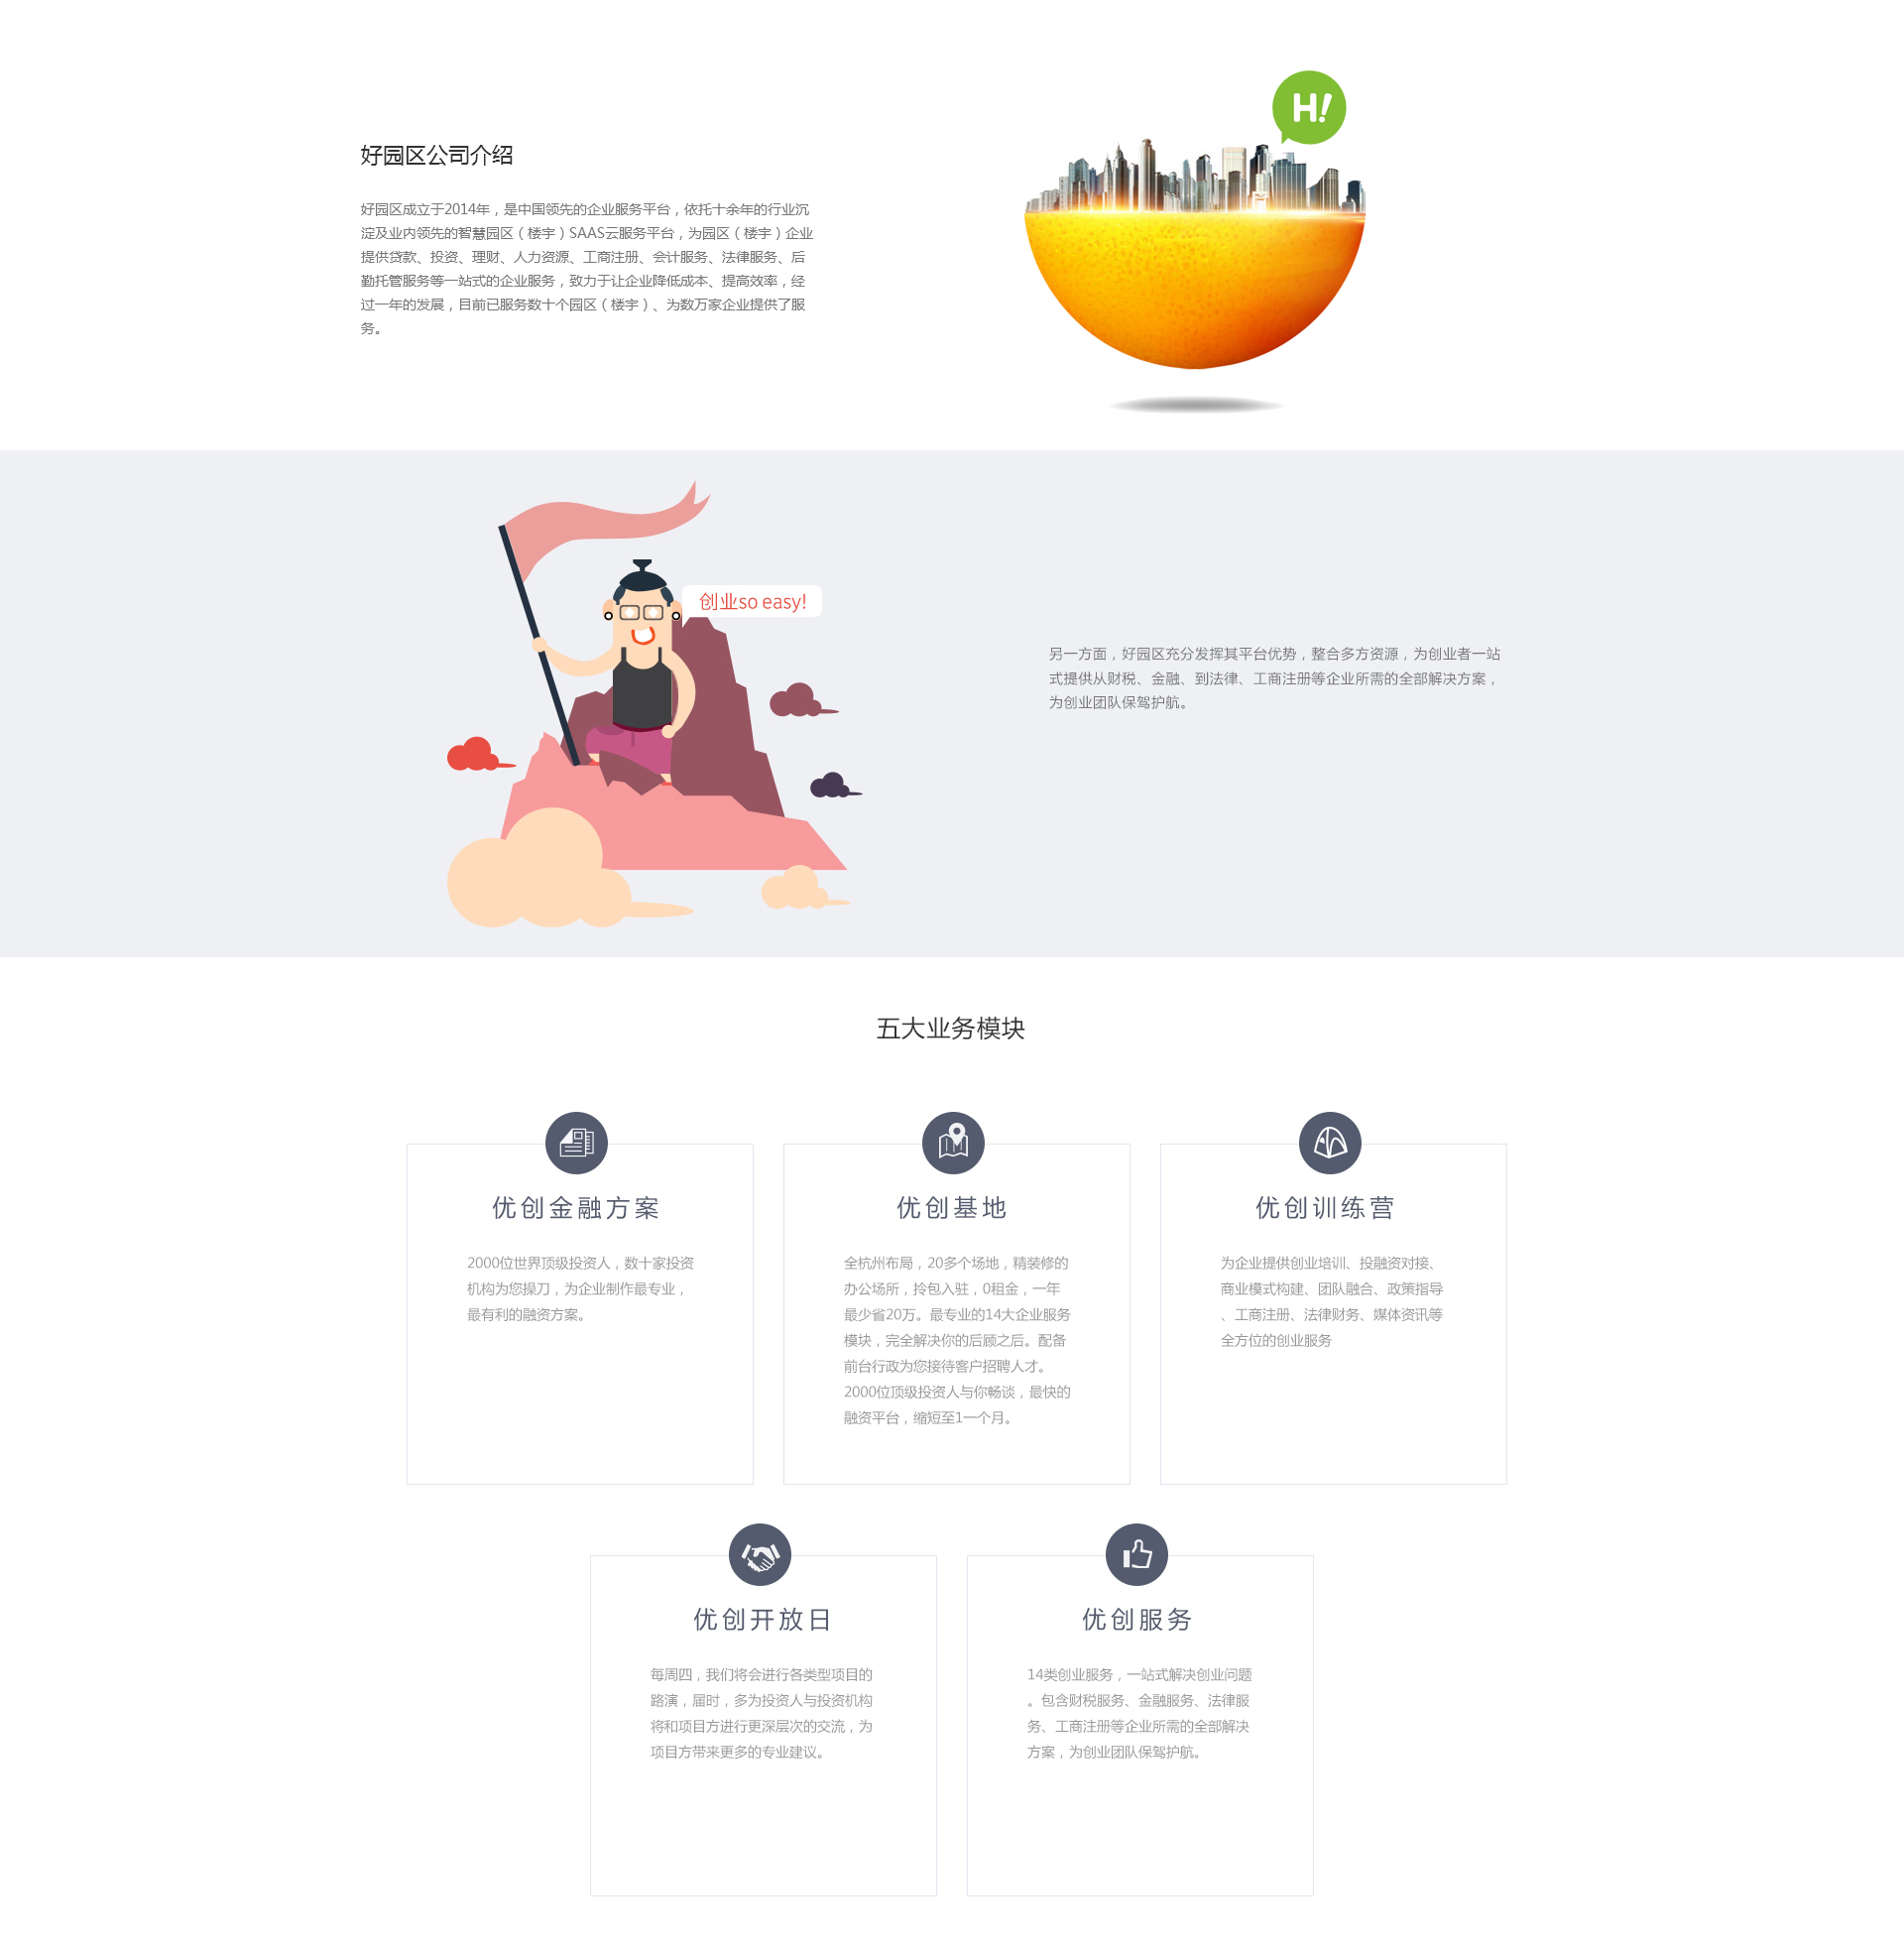 H!
好园区公司介绍
好园区成立于2014年，是中国领先的企业服务平台，依托十余年的行业沉
淀及业内领先的智慧园区（楼宇）SAAS云服务平台，为园区（楼宇）企业
提供贷款、投资、理财、人力资源、工商注册、会计服务、法律服务、后
勤托管服务等一站式的企业服务，致力于让企业降低成本、提高效率，经
过一年的发展，目前已服务数十个园区（楼宇）、为数万家企业提供了服
务。
创业so easy!
另一方面，好园区充分发挥其平台优势，整合多方资源，为创业者一站
式提供从财税、金融、到法律、工商注册等企业所需的全部解决方案，
为创业团队保驾护航。
五大业务模块
优创金融方案
2000位世界顶级投资人，数十家投资
机构为您操刀，为企业制作最专业，
最有利的融资方案。
优创基地
全杭州布局，20多个场地，精装修的
办公场所，拎包入驻，0租金，一年
最少省20万。最专业的14大企业服务
模块，完全解决你的后顾之后。配备
前台行政为您接待客户招聘人才。
2000位顶级投资人与你畅谈，最快的
融资平台，缩短至1一个月。
优创训练营
为企业提供创业培训、投融资对接、
商业模式构建、团队融合、政策指导
、工商注册、法律财务、媒体资讯等
全方位的创业服务
优创开放日
每周四，我们将会进行各类型项目的
路演，届时，多为投资人与投资机构
将和项目方进行更深层次的交流，为
项目方带来更多的专业建议。
优创服务
14类创业服务，一站式解决创业问题
。包含财税服务、金融服务、法律服
务、工商注册等企业所需的全部解决
方案，为创业团队保驾护航。